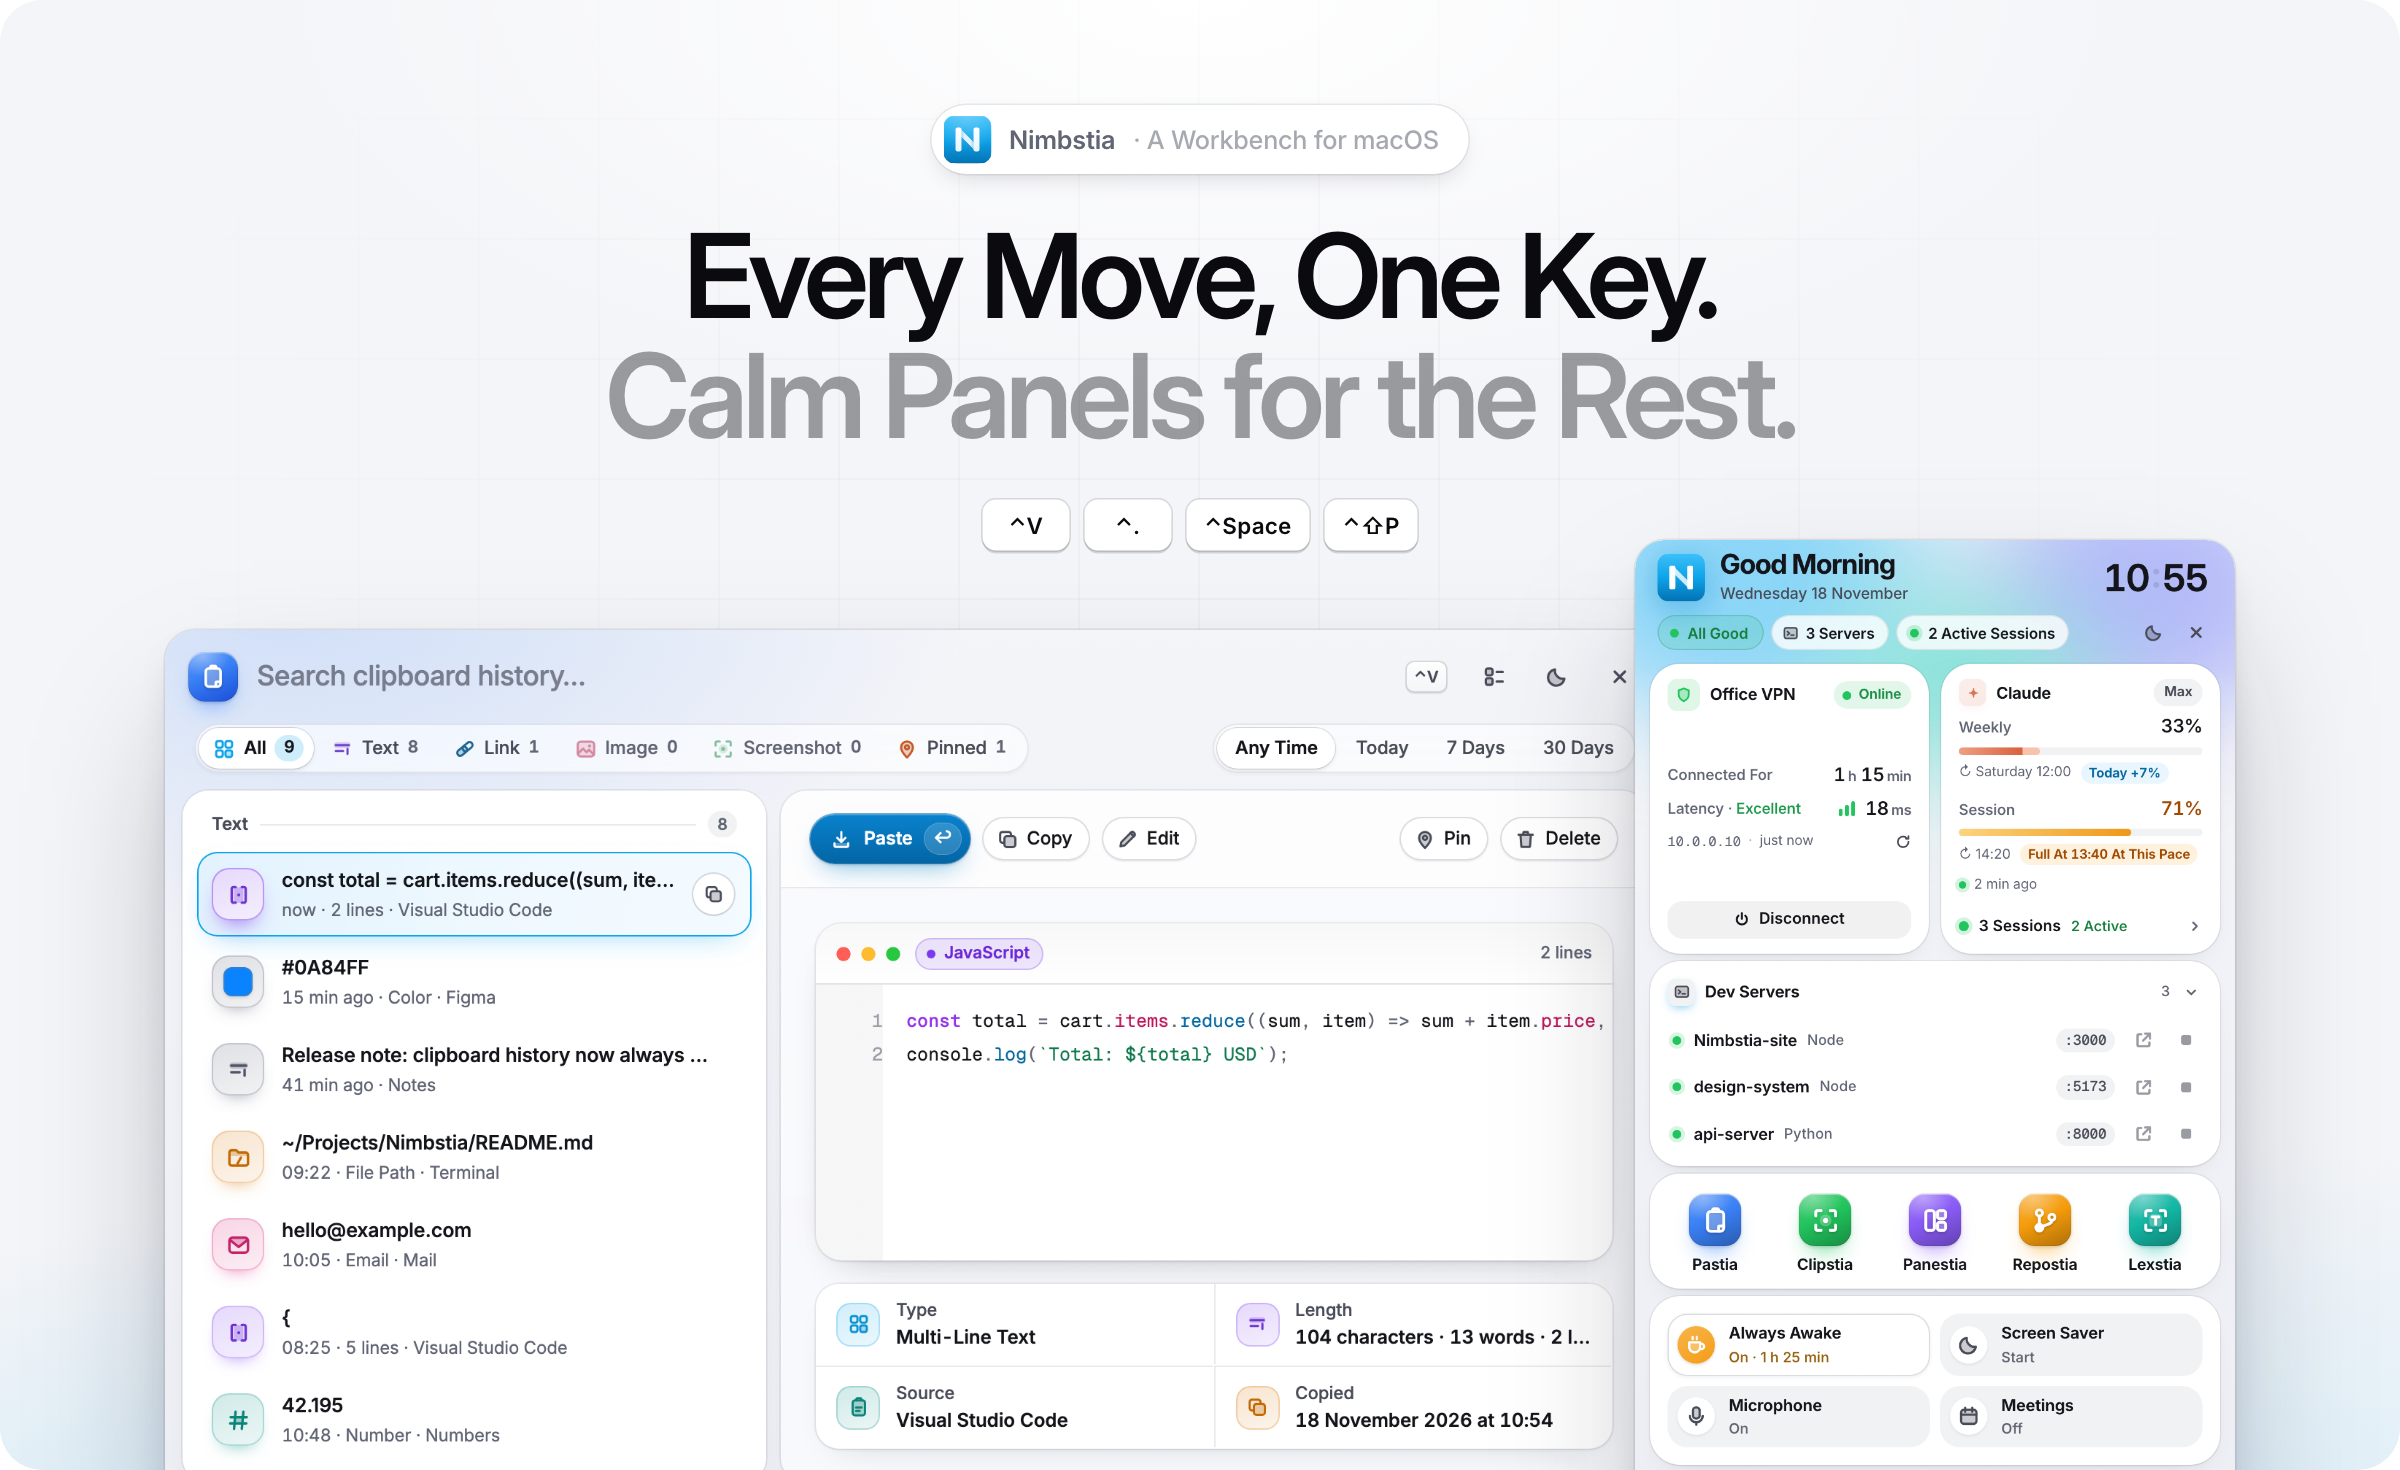 Nimbstia · A Workbench for macOS
Every Move, One Key.
Calm Panels for the Rest.
^V
^.
^Space
^⇧P
Search clipboard history...
^V
All 9
Text 8
Link 1
Image 0
Screenshot 0
Pinned 1
Any Time
Today
7 Days
30 Days
Text 8
const total = cart.items.reduce((sum, ite...
now · 2 lines · Visual Studio Code
#0A84FF
15 min ago · Color · Figma
Release note: clipboard history now always ...
41 min ago · Notes
~/Projects/Nimbstia/README.md
09:22 · File Path · Terminal
hello@example.com
10:05 · Email · Mail
{
08:25 · 5 lines · Visual Studio Code
42.195
10:48 · Number · Numbers
Paste
Copy
Edit
Pin
Delete
JavaScript
2 lines
1 const total = cart.items.reduce((sum, item) => sum + item.price,
2 console.log(`Total: ${total} USD`);
Type
Multi-Line Text
Length
104 characters · 13 words · 2 l...
Source
Visual Studio Code
Copied
18 November 2026 at 10:54
Good Morning
Wednesday 18 November
10:55
All Good
3 Servers
2 Active Sessions
Office VPN
Online
Connected For 1 h 15 min
Latency · Excellent 18 ms
10.0.0.10 · just now
Disconnect
Claude
Max
Weekly 33%
Saturday 12:00 Today +7%
Session 71%
14:20 Full At 13:40 At This Pace
2 min ago
3 Sessions 2 Active
Dev Servers 3
Nimbstia-site Node :3000
design-system Node :5173
api-server Python :8000
Pastia
Clipstia
Panestia
Repostia
Lexstia
Always Awake
On · 1 h 25 min
Screen Saver
Start
Microphone
On
Meetings
Off